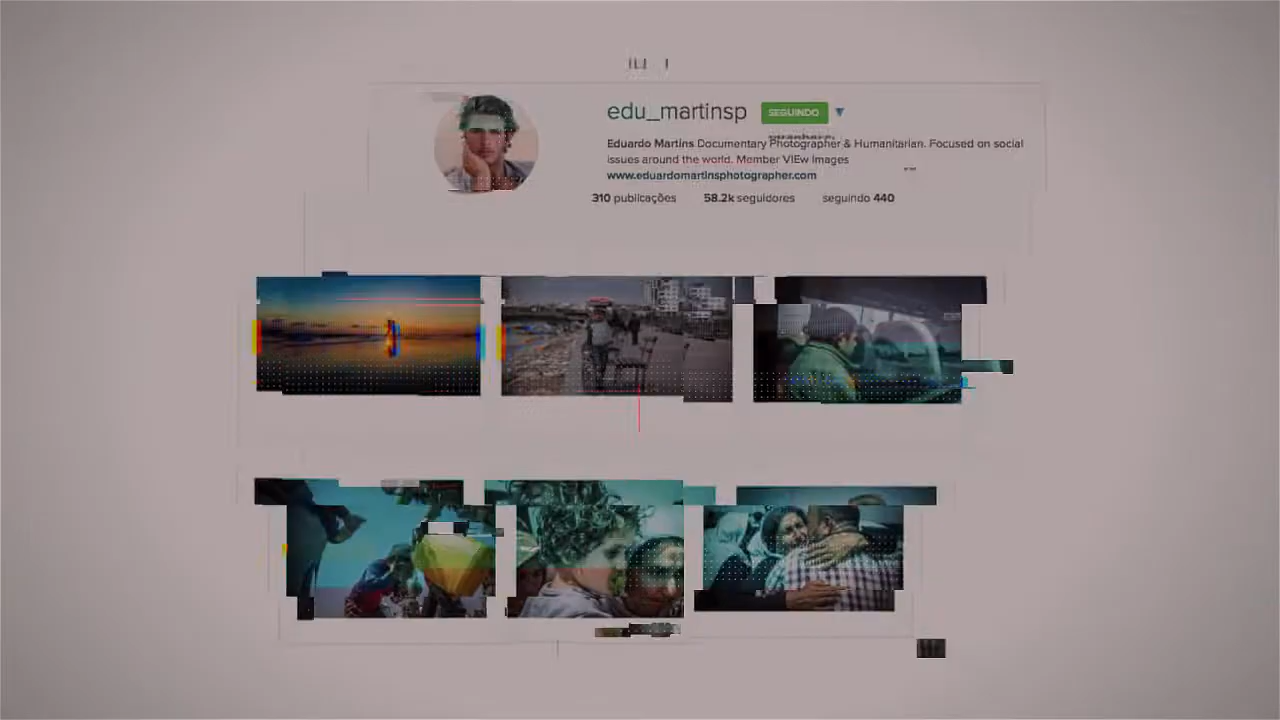 edu_martinsp SEGUINDO
Eduardo Martins Documentary Photographer & Humanitarian. Focused on social
issues around the world. Member VIEw Images
www.eduardomartinsphotographer.com
310 publicações 58.2k seguidores seguindo 440